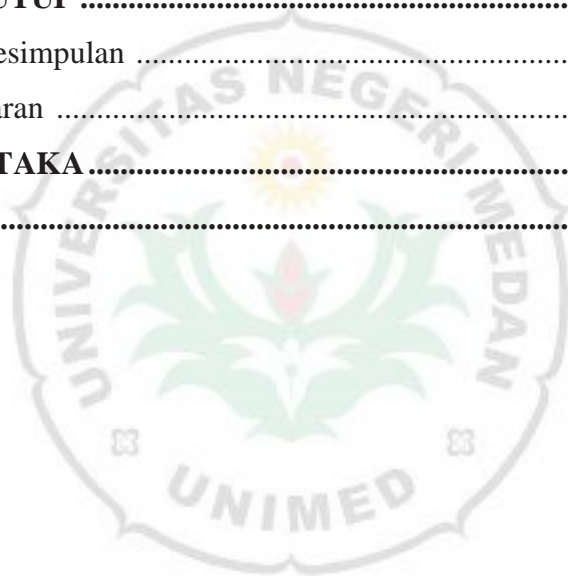 UTUP ................................................................
esimpulan ................................................................
aran ................................................................
TAKA ................................................................
................................................................
UNIVERSITAS NEGERI MEDAN
UNIMED